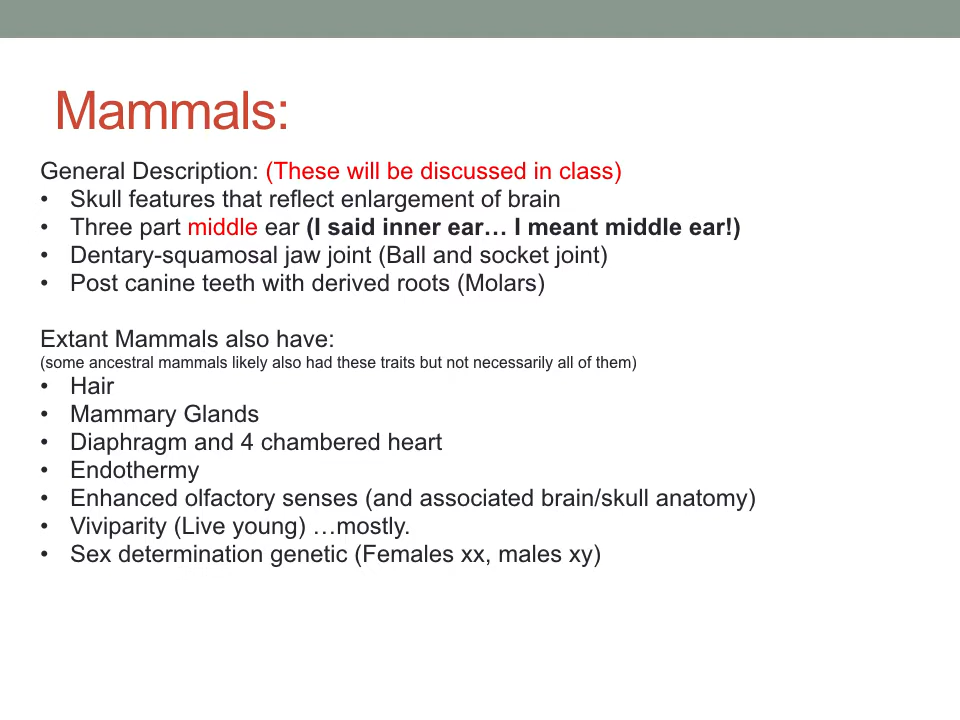 Mammals:
General Description: (These will be discussed in class)
• Skull features that reflect enlargement of brain
• Three part middle ear (I said inner ear… I meant middle ear!)
• Dentary-squamosal jaw joint (Ball and socket joint)
• Post canine teeth with derived roots (Molars)
Extant Mammals also have:
(some ancestral mammals likely also had these traits but not necessarily all of them)
• Hair
• Mammary Glands
• Diaphragm and 4 chambered heart
• Endothermy
• Enhanced olfactory senses (and associated brain/skull anatomy)
• Viviparity (Live young) …mostly.
• Sex determination genetic (Females xx, males xy)